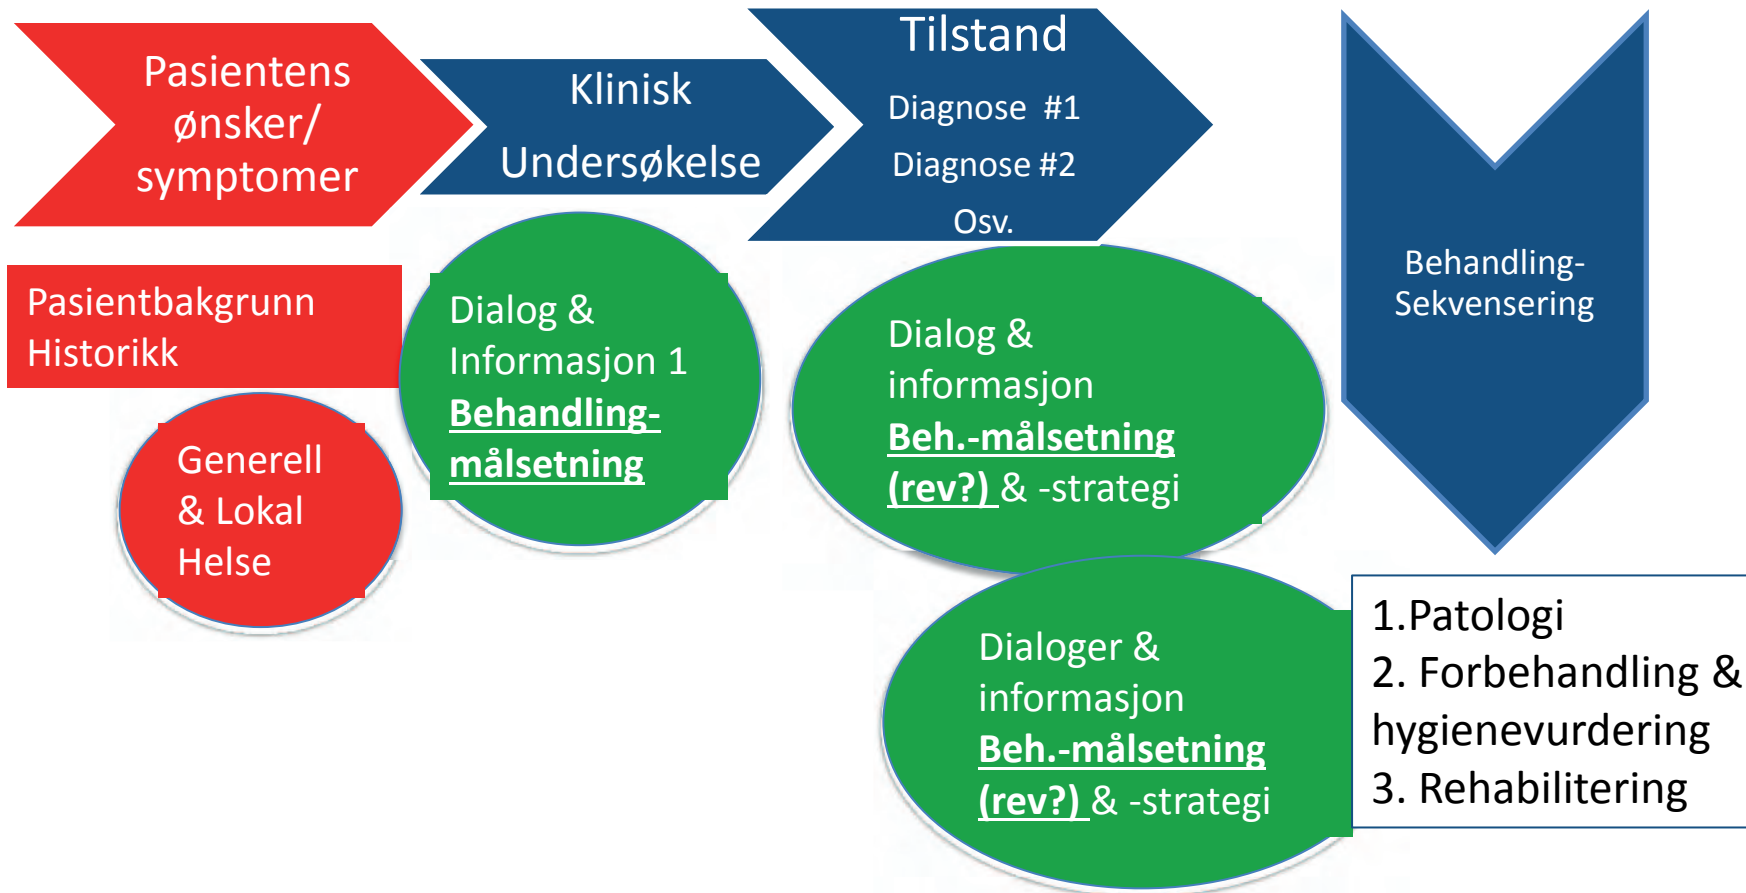 Pasientens
ønsker/
symptomer
Klinisk
Undersøkelse
Tilstand
Diagnose #1
Diagnose #2
Osv.
Behandling-
Sekvensering
Pasientbakgrunn
Historikk
Generell
& Lokal
Helse
Dialog &
Informasjon 1
Behandling-
målsetning
Dialog &
informasjon
Beh.-målsetning
(rev?) & -strategi
Dialoger &
informasjon
Beh.-målsetning
(rev?) & -strategi
1.Patologi
2. Forbehandling &
hygienevurdering
3. Rehabilitering